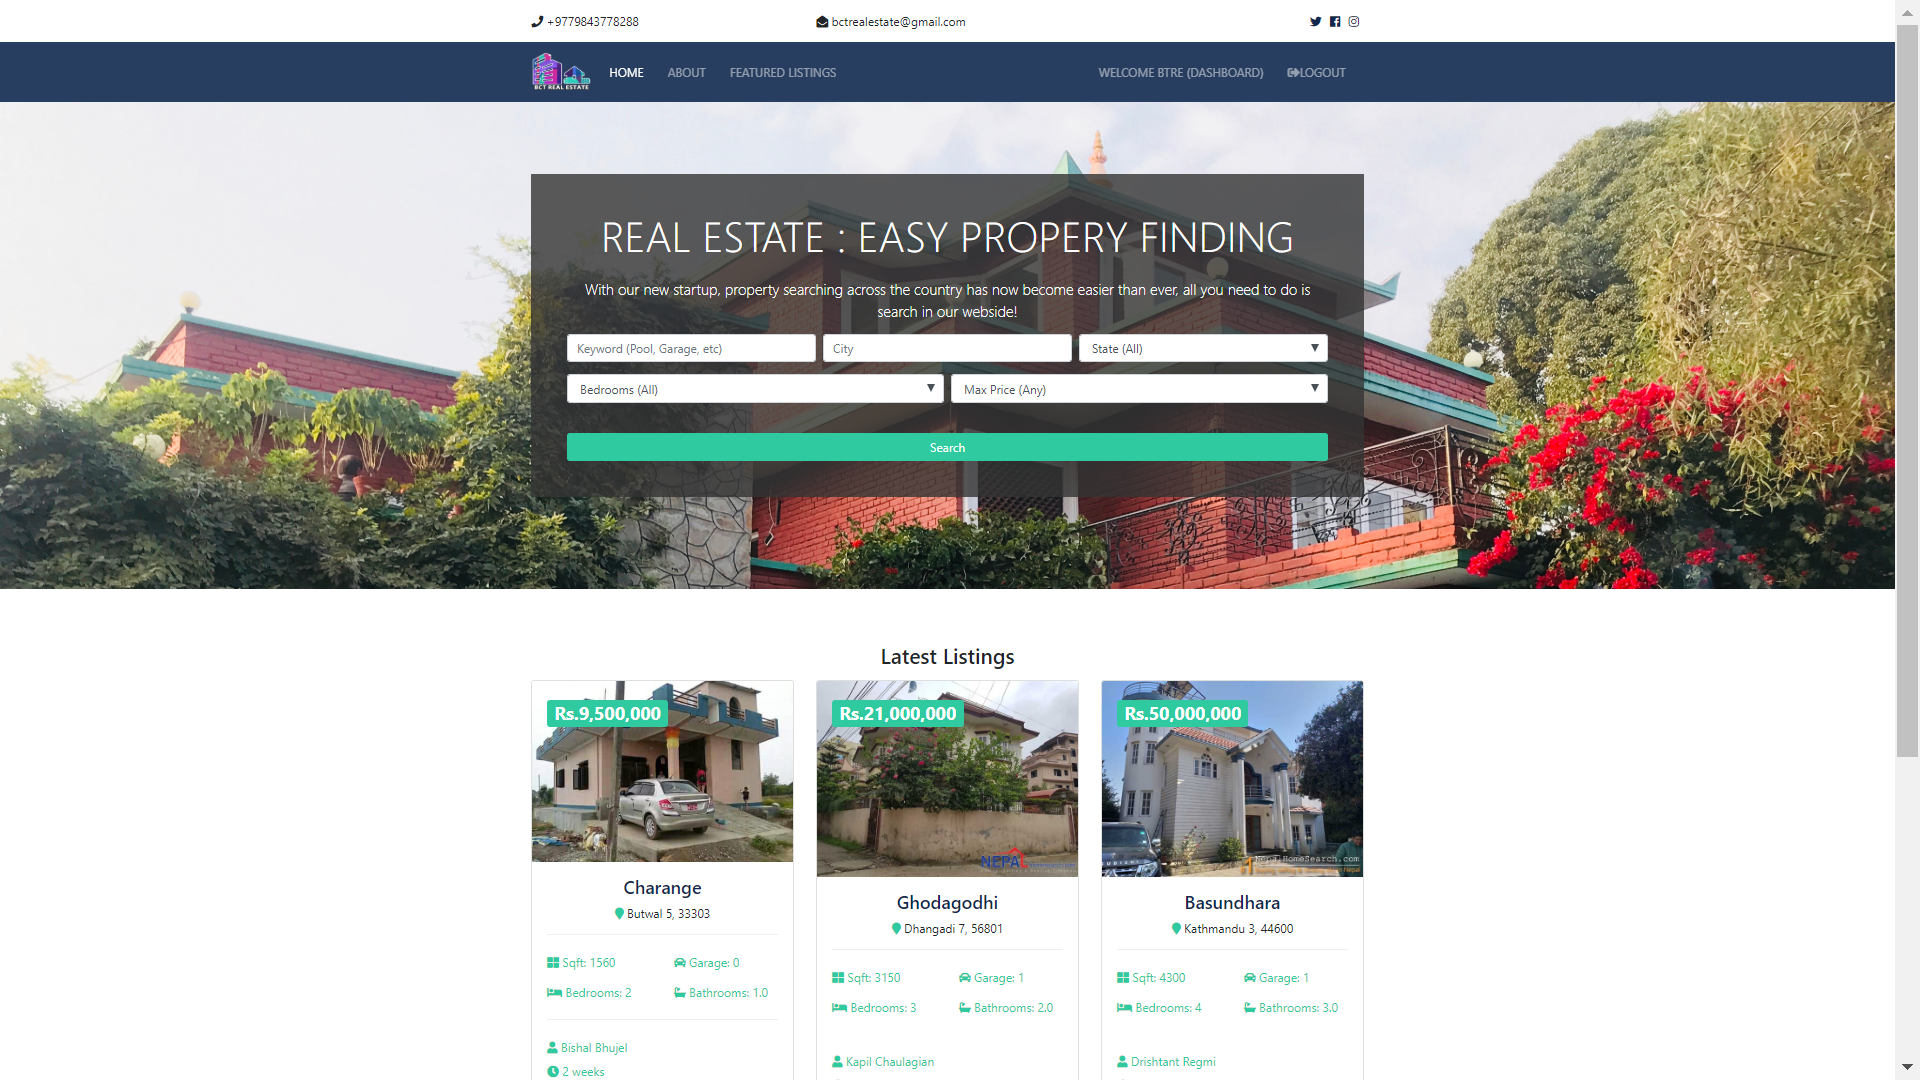 +9779843778288
bctrealestate@gmail.com
BCT REAL ESTATE
HOME
ABOUT
FEATURED LISTINGS
WELCOME BTRE (DASHBOARD)
LOGOUT
REAL ESTATE : EASY PROPERY FINDING
With our new startup, property searching across the country has now become easier than ever, all you need to do is
search in our webside!
Keyword (Pool, Garage, etc)
City
State (All)
Bedrooms (All)
Max Price (Any)
Search
Latest Listings
Rs.9,500,000
Charange
Butwal 5, 33303
Sqft: 1560
Garage: 0
Bedrooms: 2
Bathrooms: 1.0
Bishal Bhujel
2 weeks
Rs.21,000,000
NEPAL
Ghodagodhi
Dhangadi 7, 56801
Sqft: 3150
Garage: 1
Bedrooms: 3
Bathrooms: 2.0
Kapil Chaulagian
Rs.50,000,000
NepalHomeSearch.com
Basundhara
Kathmandu 3, 44600
Sqft: 4300
Garage: 1
Bedrooms: 4
Bathrooms: 3.0
Drishtant Regmi